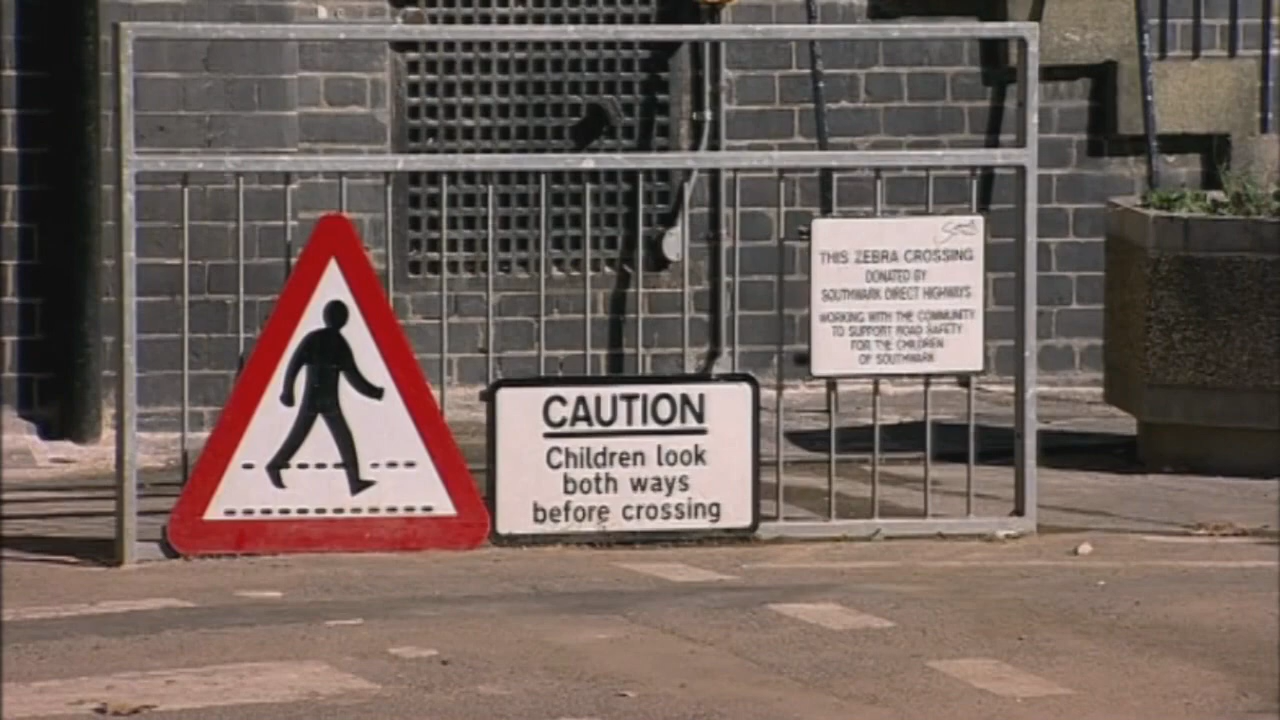 CAUTION
Children look
both ways
before crossing
THIS ZEBRA CROSSING
DONATED BY
SOUTHWARK DIRECT HIGHWAYS
WORKING WITH THE COMMUNITY
TO SUPPORT ROAD SAFETY
FOR THE CHILDREN
OF SOUTHWARK